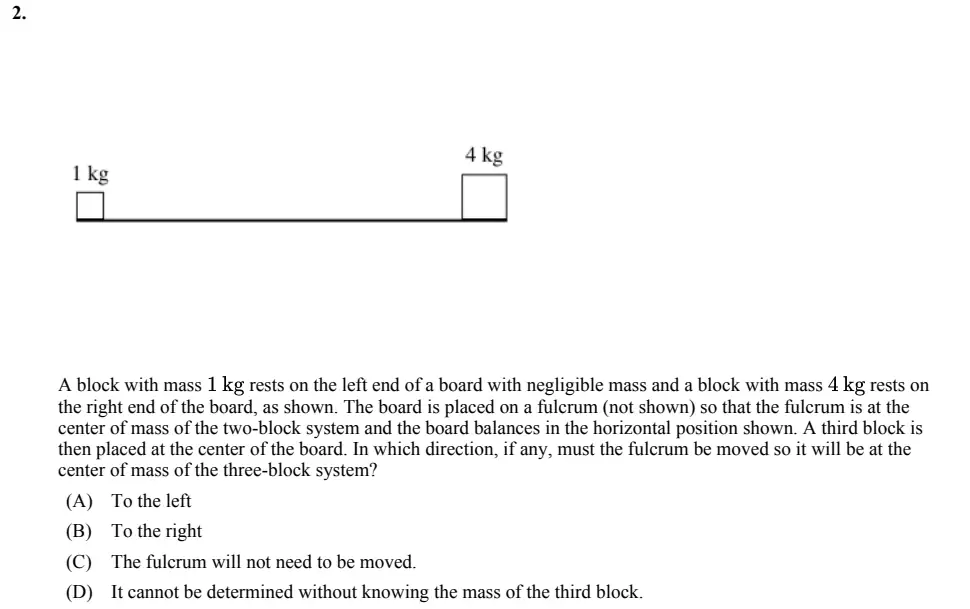 2.
4 kg
1 kg
A block with mass 1 kg rests on the left end of a board with negligible mass and a block with mass 4 kg rests on
the right end of the board, as shown. The board is placed on a fulcrum (not shown) so that the fulcrum is at the
center of mass of the two-block system and the board balances in the horizontal position shown. A third block is
then placed at the center of the board. In which direction, if any, must the fulcrum be moved so it will be at the
center of mass of the three-block system?
(A) To the left
(B) To the right
(C) The fulcrum will not need to be moved.
(D) It cannot be determined without knowing the mass of the third block.